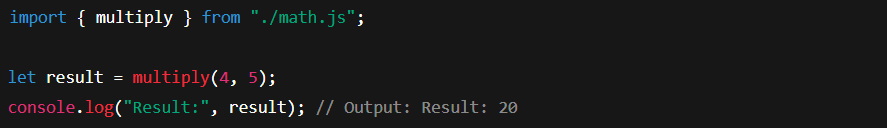 import { multiply } from "./math.js";
let result = multiply(4, 5);
console.log("Result:", result); // Output: Result: 20